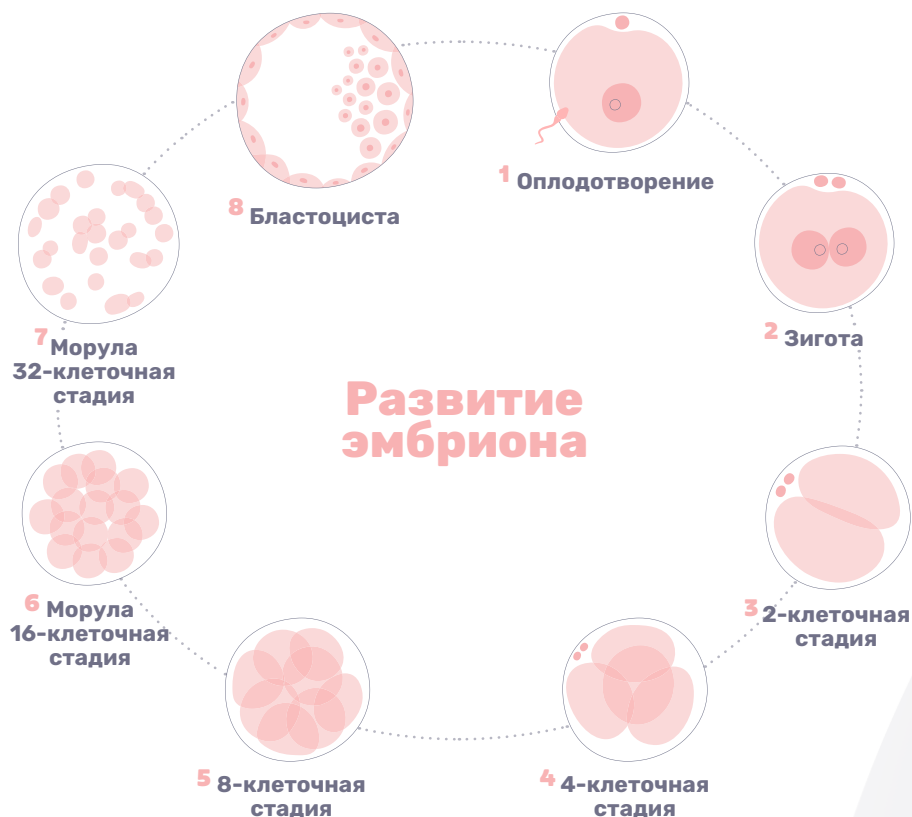 Развитие
эмбриона
1 Оплодотворение
2 Зигота
3 2-клеточная
стадия
4 4-клеточная
стадия
5 8-клеточная
стадия
6 Морула
16-клеточная
стадия
7 Морула
32-клеточная
стадия
8 Бластоциста